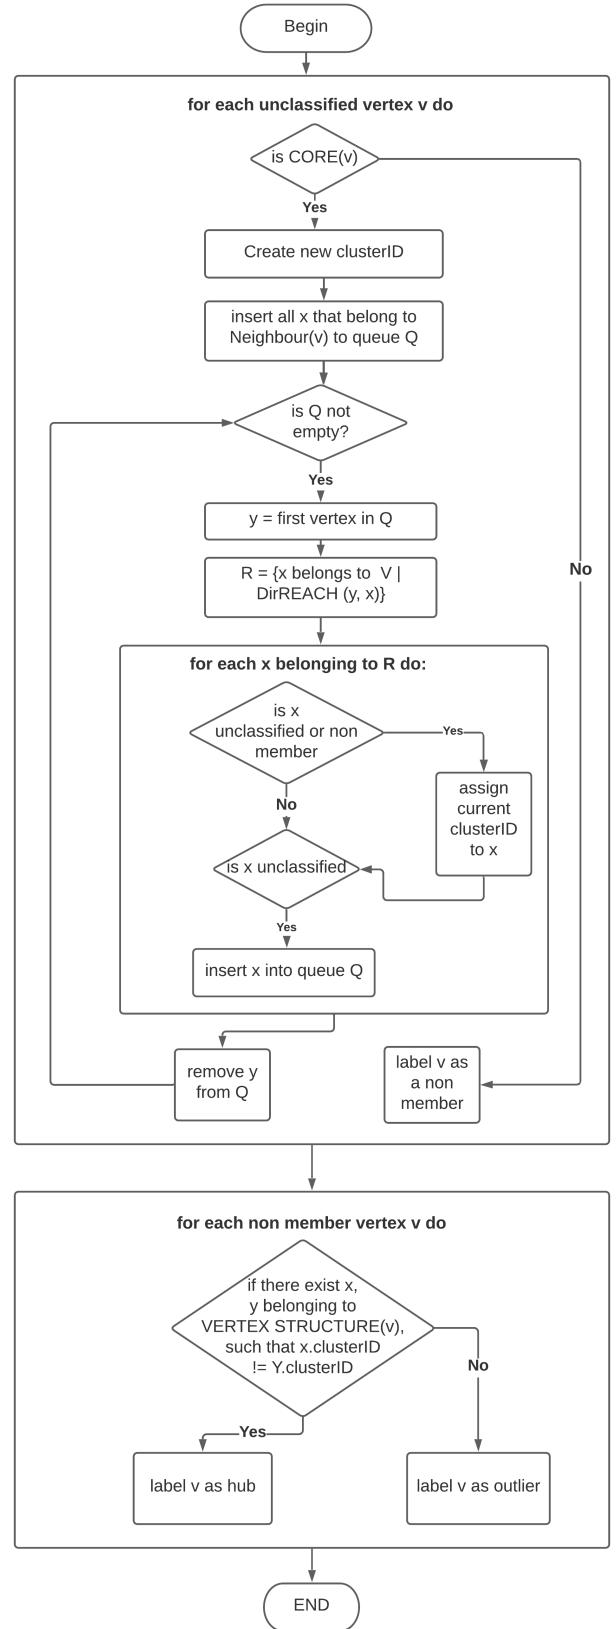 Begin
for each unclassified vertex v do
is CORE(v)
Yes
Create new clusterID
insert all x that belong to
Neighbour(v) to queue Q
is Q not
empty?
Yes
y = first vertex in Q
R = {x belongs to V |
DirREACH (y, x)}
No
for each x belonging to R do:
is x
unclassified or non
member
Yes
assign
current
clusterID
to x
No
is x unclassified
Yes
insert x into queue Q
remove y
from Q
label v as
a non
member
for each non member vertex v do
if there exist x,
y belonging to
VERTEX STRUCTURE(v),
such that x.clusterID
!= Y.clusterID
No
Yes
label v as hub
label v as outlier
END